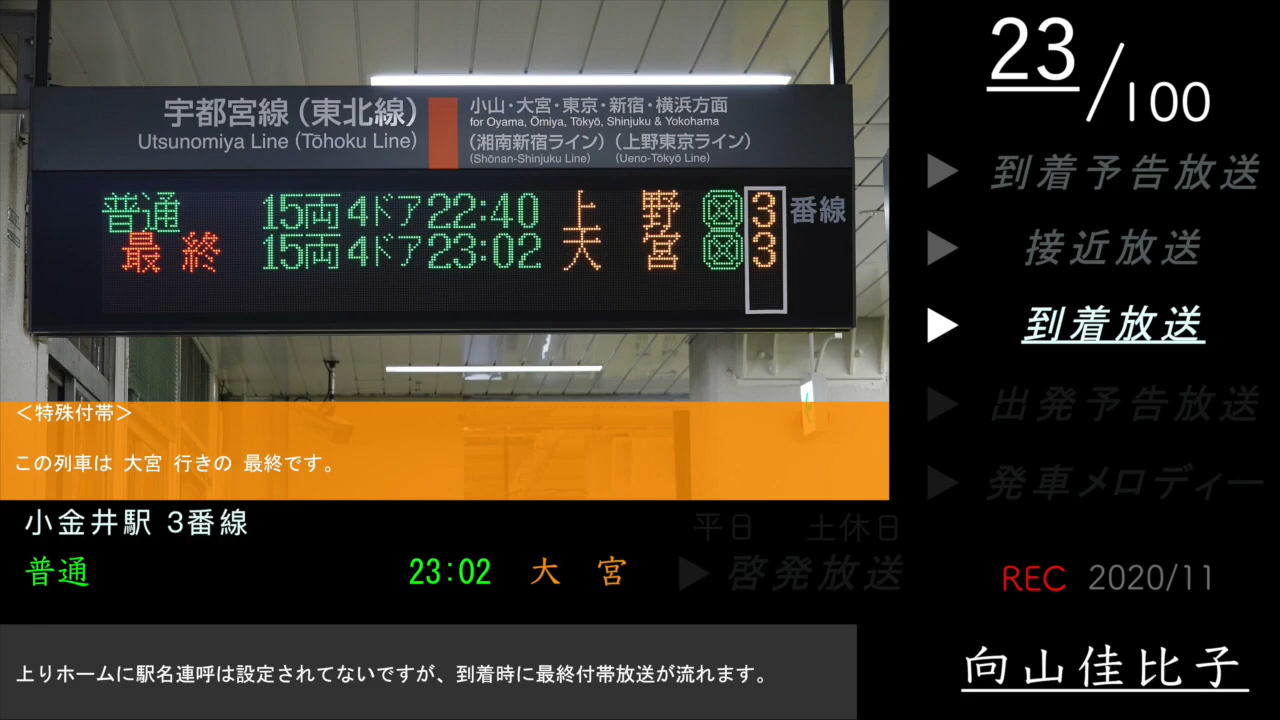 宇都宮線（東北線）
Utsunomiya Line (Tōhoku Line)
小山・大宮・東京・新宿・横浜方面
for Oyama, Ōmiya, Tōkyō, Shinjuku & Yokohama
（湘南新宿ライン）（上野東京ライン）
(Shōnan-Shinjuku Line) (Ueno-Tōkyō Line)
普通 15両4ドア22:40 上 野 3 番線
最終 15両4ドア23:02 大 宮 3
＜特殊付帯＞
この列車は 大宮 行きの 最終です。
小金井駅 3番線
普通 23:02 大 宮
平日 土休日
▶ 啓発放送
上りホームに駅名連呼は設定されてないですが、到着時に最終付帯放送が流れます。
23/100
▶ 到着予告放送
▶ 接近放送
▶ 到着放送
▶ 出発予告放送
▶ 発車メロディー
REC 2020/11
向山佳比子